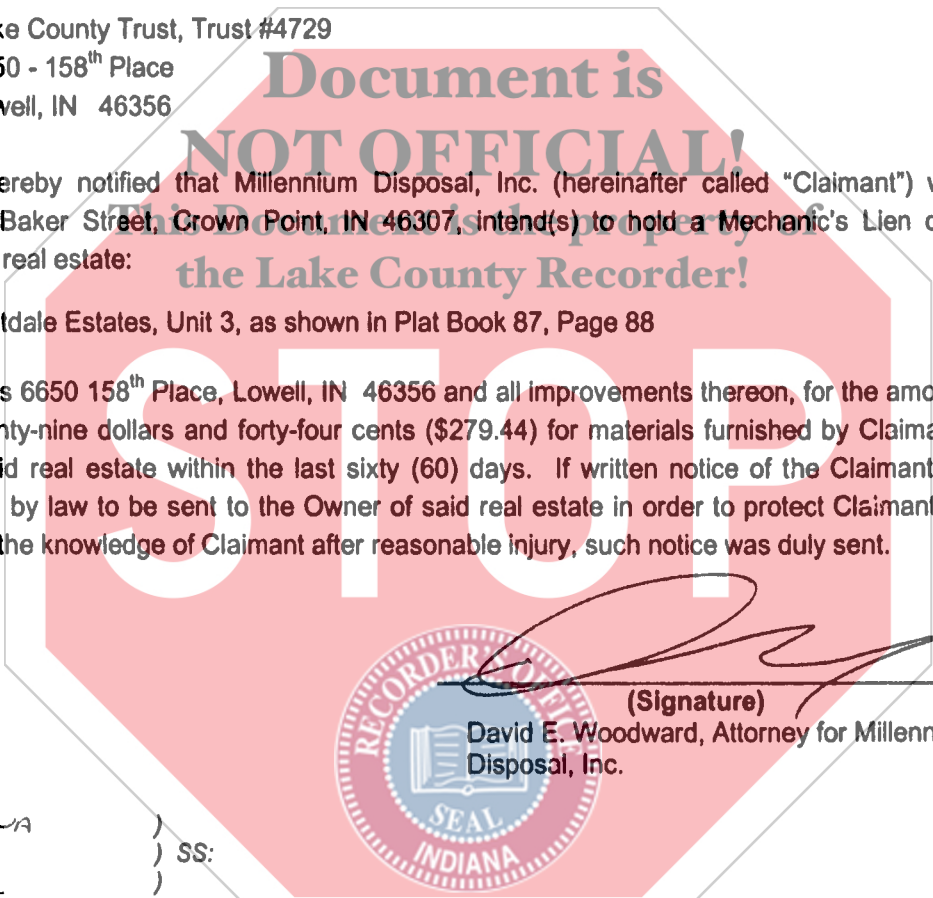 ke County Trust, Trust #4729
50 - 158th Place
well, IN 46356
Document is
NOT OFFICIAL!
This Document is the property of
the Lake County Recorder!
ereby notified that Millennium Disposal, Inc. (hereinafter called “Claimant”) w
Baker Street, Crown Point, IN 46307, intend(s) to hold a Mechanic's Lien o
real estate:
tdale Estates, Unit 3, as shown in Plat Book 87, Page 88
s 6650 158th Place, Lowell, IN 46356 and all improvements thereon, for the amo
nty-nine dollars and forty-four cents ($279.44) for materials furnished by Claima
id real estate within the last sixty (60) days. If written notice of the Claimant
by law to be sent to the Owner of said real estate in order to protect Claimant
the knowledge of Claimant after reasonable injury, such notice was duly sent.
STOP
(Signature)
David E. Woodward, Attorney for Millenn
Disposal, Inc.
RECORDER'S OFFICE
SEAL
INDIANA
)
) SS:
)